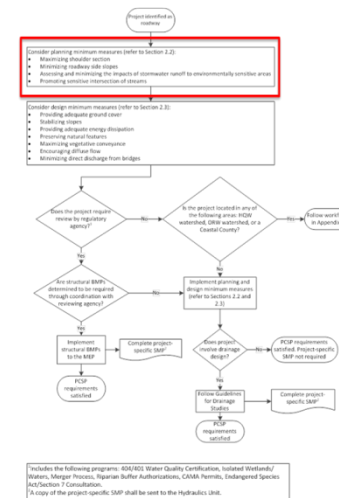 Project identified as
roadway
Consider planning minimum measures (refer to Section 2.2):
• Maximizing shoulder section
• Minimizing roadway side slopes
• Assessing and minimizing the impacts of stormwater runoff to environmentally sensitive areas
• Promoting sensitive intersection of streams
Consider design minimum measures (refer to Section 2.3):
• Providing adequate ground cover
• Stabilizing slopes
• Providing adequate energy dissipation
• Preserving natural features
• Maximizing vegetative conveyance
• Encouraging diffuse flow
• Minimizing direct discharge from bridges
Does the project require
review by regulatory
agency?¹
No
Is the project located in any of
the following areas: HQW
watershed, ORW watershed, or a
Coastal County?
Yes
Follow workfl
in Appendix
Yes
No
Are structural BMPs
determined to be required
through coordination with
reviewing agency?
No
Implement planning and
design minimum measures
(refer to Sections 2.2 and
2.3)
Yes
Implement
structural BMPs
to the MEP
Complete project-
specific SMP²
Does project
involve drainage
design?
No
PCSP requirements
satisfied. Project-specific
SMP not required
PCSP
requirements
satisfied
Yes
Follow Guidelines
for Drainage
Studies
Complete project-
specific SMP²
PCSP
requirements
satisfied
¹Includes the following programs: 404/401 Water Quality Certification, Isolated Wetlands/
Waters, Merger Process, Riparian Buffer Authorizations, CAMA Permits, Endangered Species
Act/Section 7 Consultation.
²A copy of the project-specific SMP shall be sent to the Hydraulics Unit.